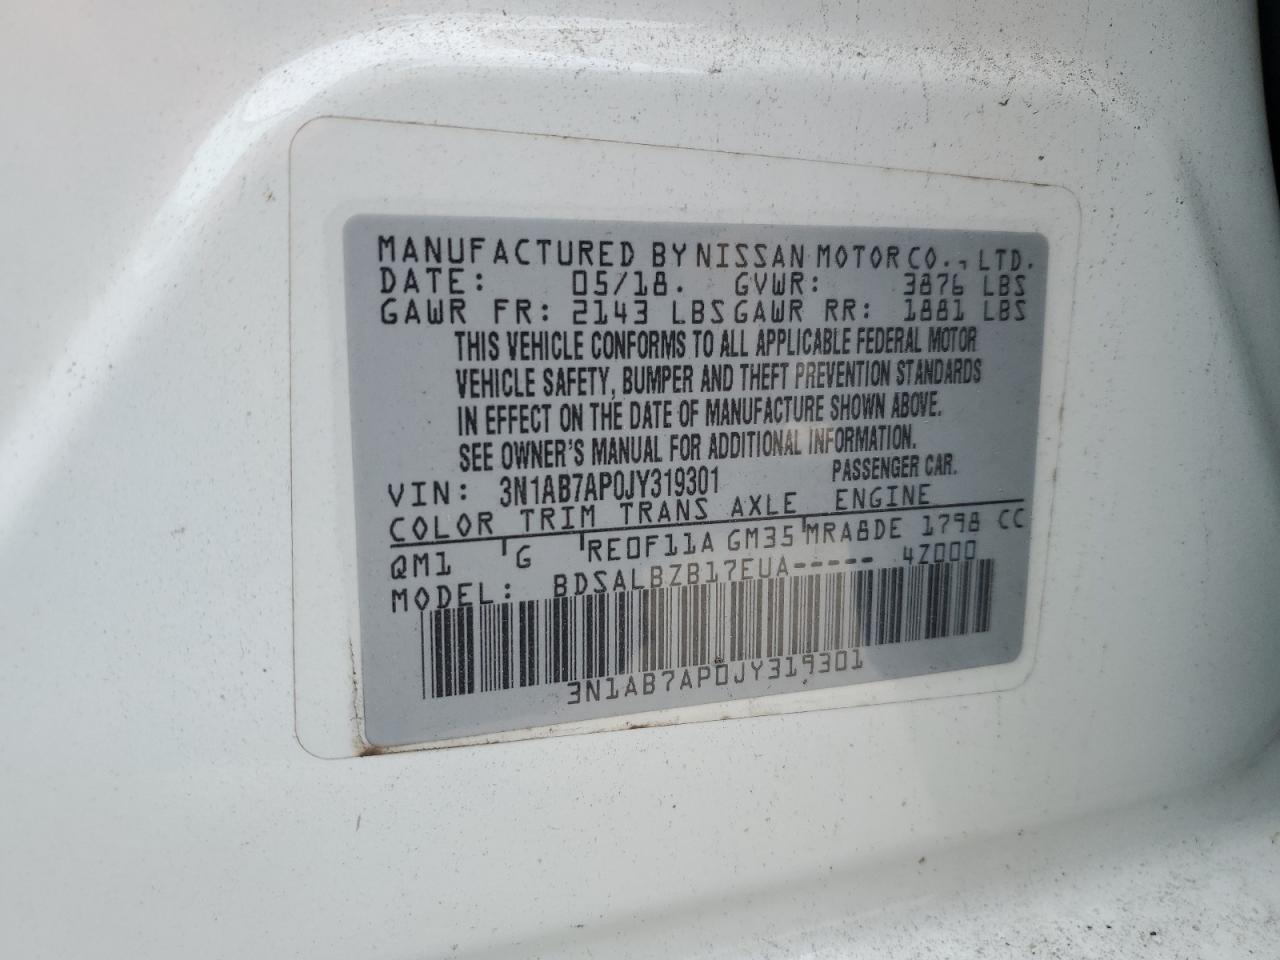 MANUFACTURED BY NISSAN MOTOR CO., LTD.
DATE: 05/18. GVWR: 3876 LBS
GAWR FR: 2143 LBS GAWR RR: 1881 LBS
THIS VEHICLE CONFORMS TO ALL APPLICABLE FEDERAL MOTOR
VEHICLE SAFETY, BUMPER AND THEFT PREVENTION STANDARDS
IN EFFECT ON THE DATE OF MANUFACTURE SHOWN ABOVE.
SEE OWNER'S MANUAL FOR ADDITIONAL INFORMATION.
VIN: 3N1AB7AP0JY319301 PASSENGER CAR.
COLOR TRIM TRANS AXLE ENGINE
QM1 G RE0F11A GM35 MRA8DE 1798 CC
MODEL: BDSALBZB17EUA----- 4Z000
3N1AB7AP0JY319301